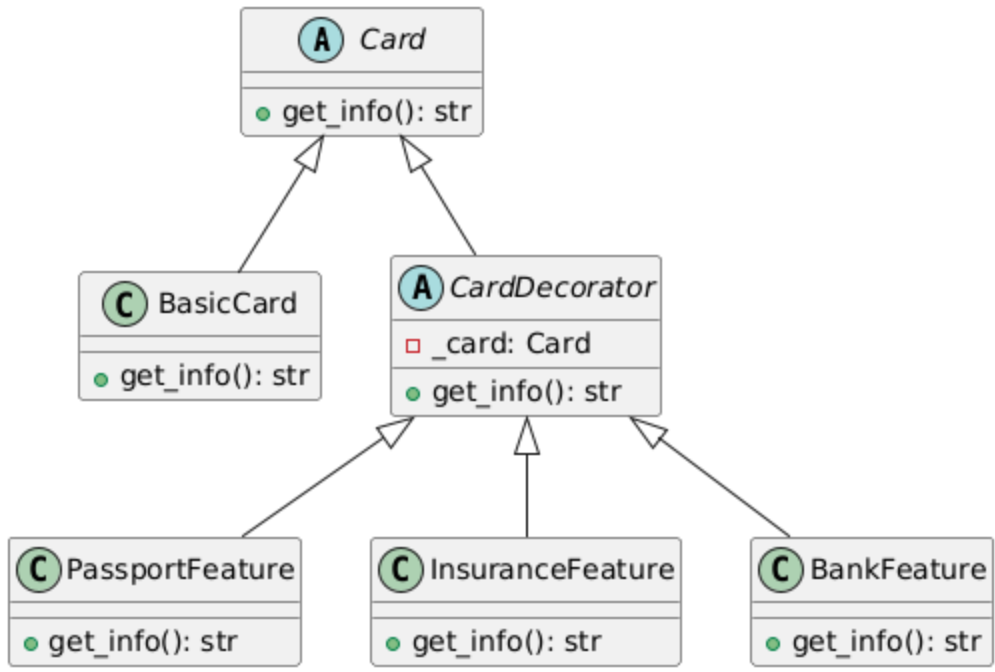 A Card
get_info(): str
C BasicCard
get_info(): str
A CardDecorator
_card: Card
get_info(): str
C PassportFeature
get_info(): str
C InsuranceFeature
get_info(): str
C BankFeature
get_info(): str